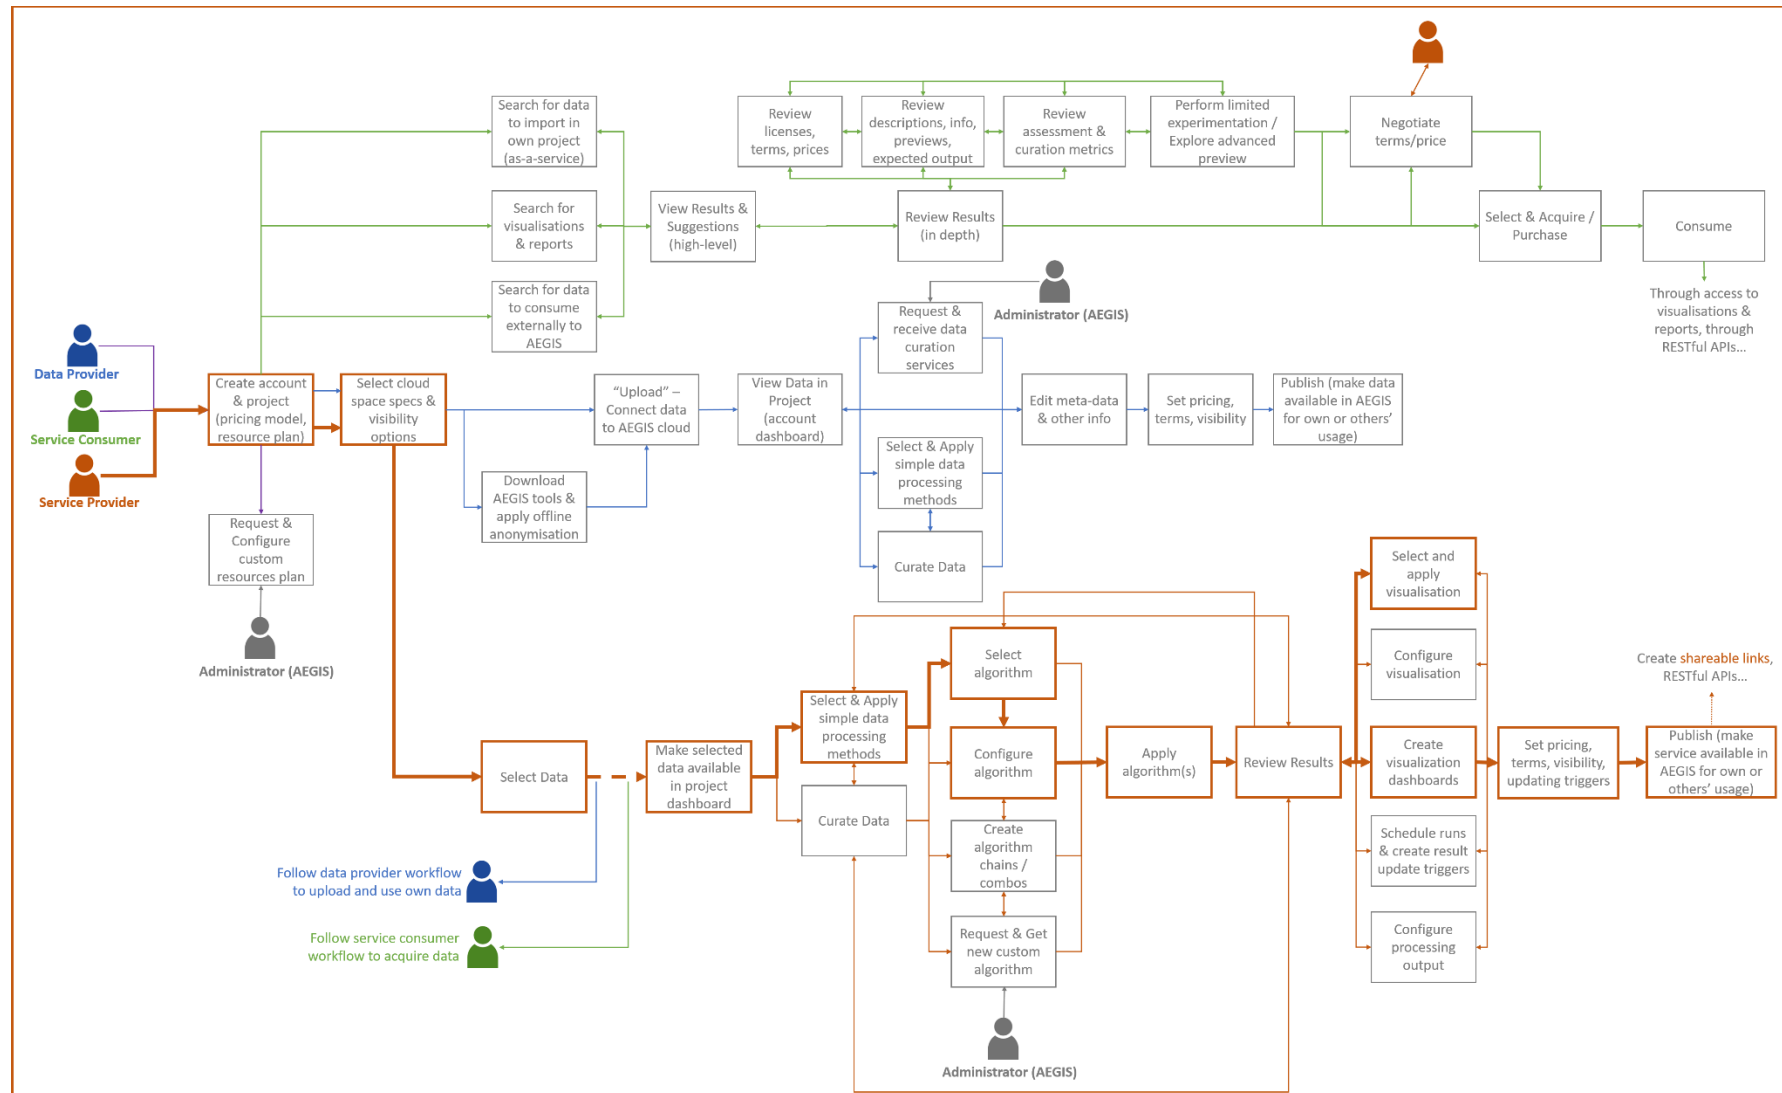 Search for data
to import in
own project
(as-a-service)
Review
licenses,
terms, prices
Review
descriptions, info,
previews,
expected output
Review
assessment &
curation metrics
Perform limited
experimentation /
Explore advanced
preview
Negotiate
terms/price
Search for
visualisations
& reports
View Results &
Suggestions
(high-level)
Review Results
(in depth)
Select & Acquire /
Purchase
Consume
Through access to
visualisations &
reports, through
RESTful APIs...
Search for data
to consume
externally to
AEGIS
Administrator (AEGIS)
Request &
receive data
curation
services
Data Provider
Service Consumer
Service Provider
Create account
& project
(pricing model,
resource plan)
Select cloud
space specs &
visibility
options
“Upload” –
Connect data
to AEGIS cloud
View Data in
Project
(account
dashboard)
Edit meta-data
& other info
Set pricing,
terms, visibility
Publish (make data
available in AEGIS
for own or others’
usage)
Download
AEGIS tools &
apply offline
anonymisation
Select & Apply
simple data
processing
methods
Curate Data
Request &
Configure
custom
resources plan
Administrator (AEGIS)
Select Data
Make selected
data available
in project
dashboard
Select & Apply
simple data
processing
methods
Curate Data
Select
algorithm
Configure
algorithm
Create
algorithm
chains /
combos
Request & Get
new custom
algorithm
Administrator (AEGIS)
Apply
algorithm(s)
Review Results
Select and
apply
visualisation
Configure
visualisation
Create
visualization
dashboards
Schedule runs
& create result
update triggers
Configure
processing
output
Set pricing,
terms, visibility,
updating triggers
Create shareable links,
RESTful APIs...
Publish (make
service available in
AEGIS for own or
others’ usage)
Follow data provider workflow
to upload and use own data
Follow service consumer
workflow to acquire data